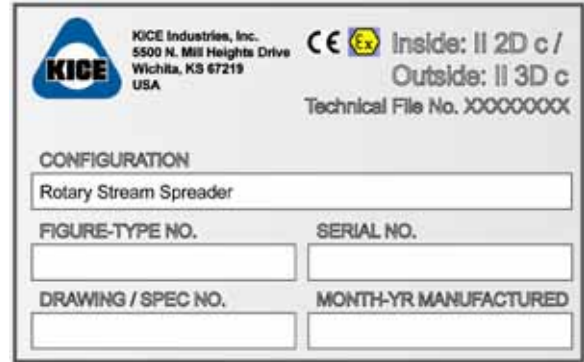 KICE
KICE Industries, Inc.
5500 N. Mill Heights Drive
Wichita, KS 67219
USA
CE Ex Inside: II 2D c /
Outside: II 3D c
Technical File No. XXXXXXXX
CONFIGURATION
Rotary Stream Spreader
FIGURE-TYPE NO. SERIAL NO.
DRAWING / SPEC NO. MONTH-YR MANUFACTURED